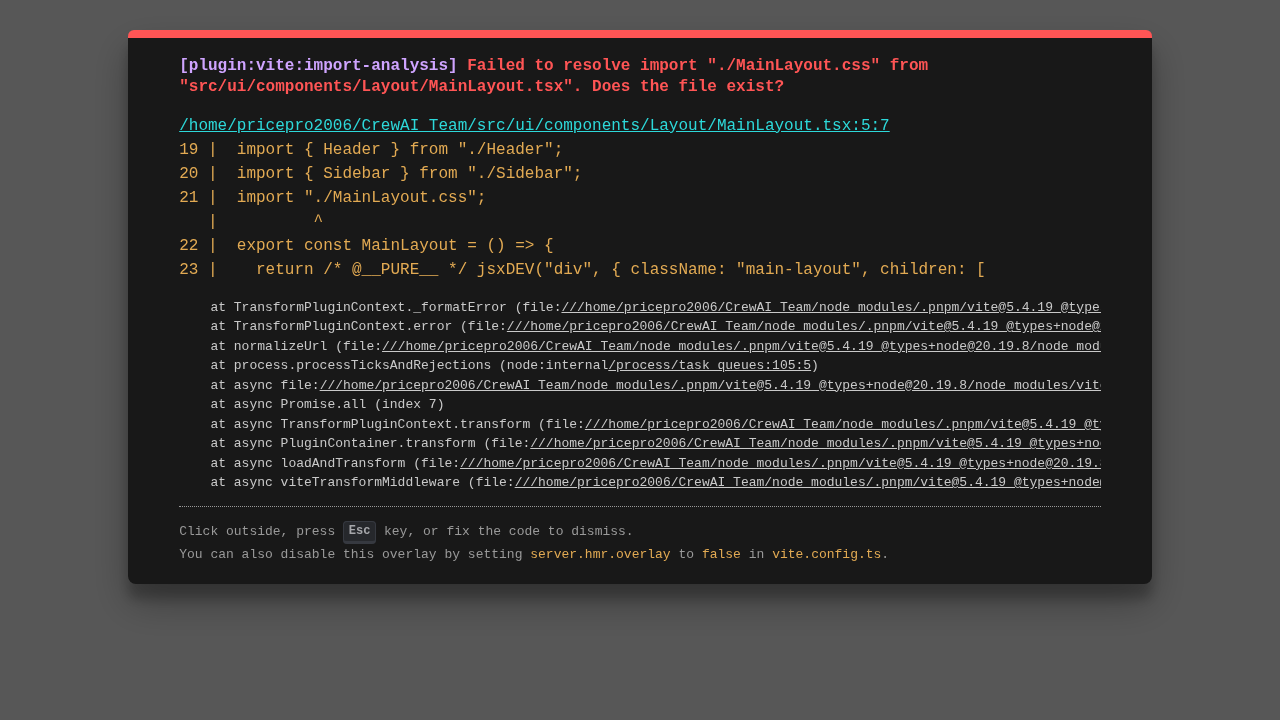 [plugin:vite:import-analysis] Failed to resolve import "./MainLayout.css" from
"src/ui/components/Layout/MainLayout.tsx". Does the file exist?
/home/pricepro2006/CrewAI_Team/src/ui/components/Layout/MainLayout.tsx:5:7
19 |  import { Header } from "./Header";
20 |  import { Sidebar } from "./Sidebar";
21 |  import "./MainLayout.css";
   |          ^
22 |  export const MainLayout = () => {
23 |    return /* @__PURE__ */ jsxDEV("div", { className: "main-layout", children: [
at TransformPluginContext._formatError (file:///home/pricepro2006/CrewAI_Team/node_modules/.pnpm/vite@5.4.19_@type
at TransformPluginContext.error (file:///home/pricepro2006/CrewAI_Team/node_modules/.pnpm/vite@5.4.19_@types+node@
at normalizeUrl (file:///home/pricepro2006/CrewAI_Team/node_modules/.pnpm/vite@5.4.19_@types+node@20.19.8/node_mod
at process.processTicksAndRejections (node:internal/process/task_queues:105:5)
at async file:///home/pricepro2006/CrewAI_Team/node_modules/.pnpm/vite@5.4.19_@types+node@20.19.8/node_modules/vit
at async Promise.all (index 7)
at async TransformPluginContext.transform (file:///home/pricepro2006/CrewAI_Team/node_modules/.pnpm/vite@5.4.19_@t
at async PluginContainer.transform (file:///home/pricepro2006/CrewAI_Team/node_modules/.pnpm/vite@5.4.19_@types+no
at async loadAndTransform (file:///home/pricepro2006/CrewAI_Team/node_modules/.pnpm/vite@5.4.19_@types+node@20.19.
at async viteTransformMiddleware (file:///home/pricepro2006/CrewAI_Team/node_modules/.pnpm/vite@5.4.19_@types+node
Click outside, press Esc key, or fix the code to dismiss.
You can also disable this overlay by setting server.hmr.overlay to false in vite.config.ts.